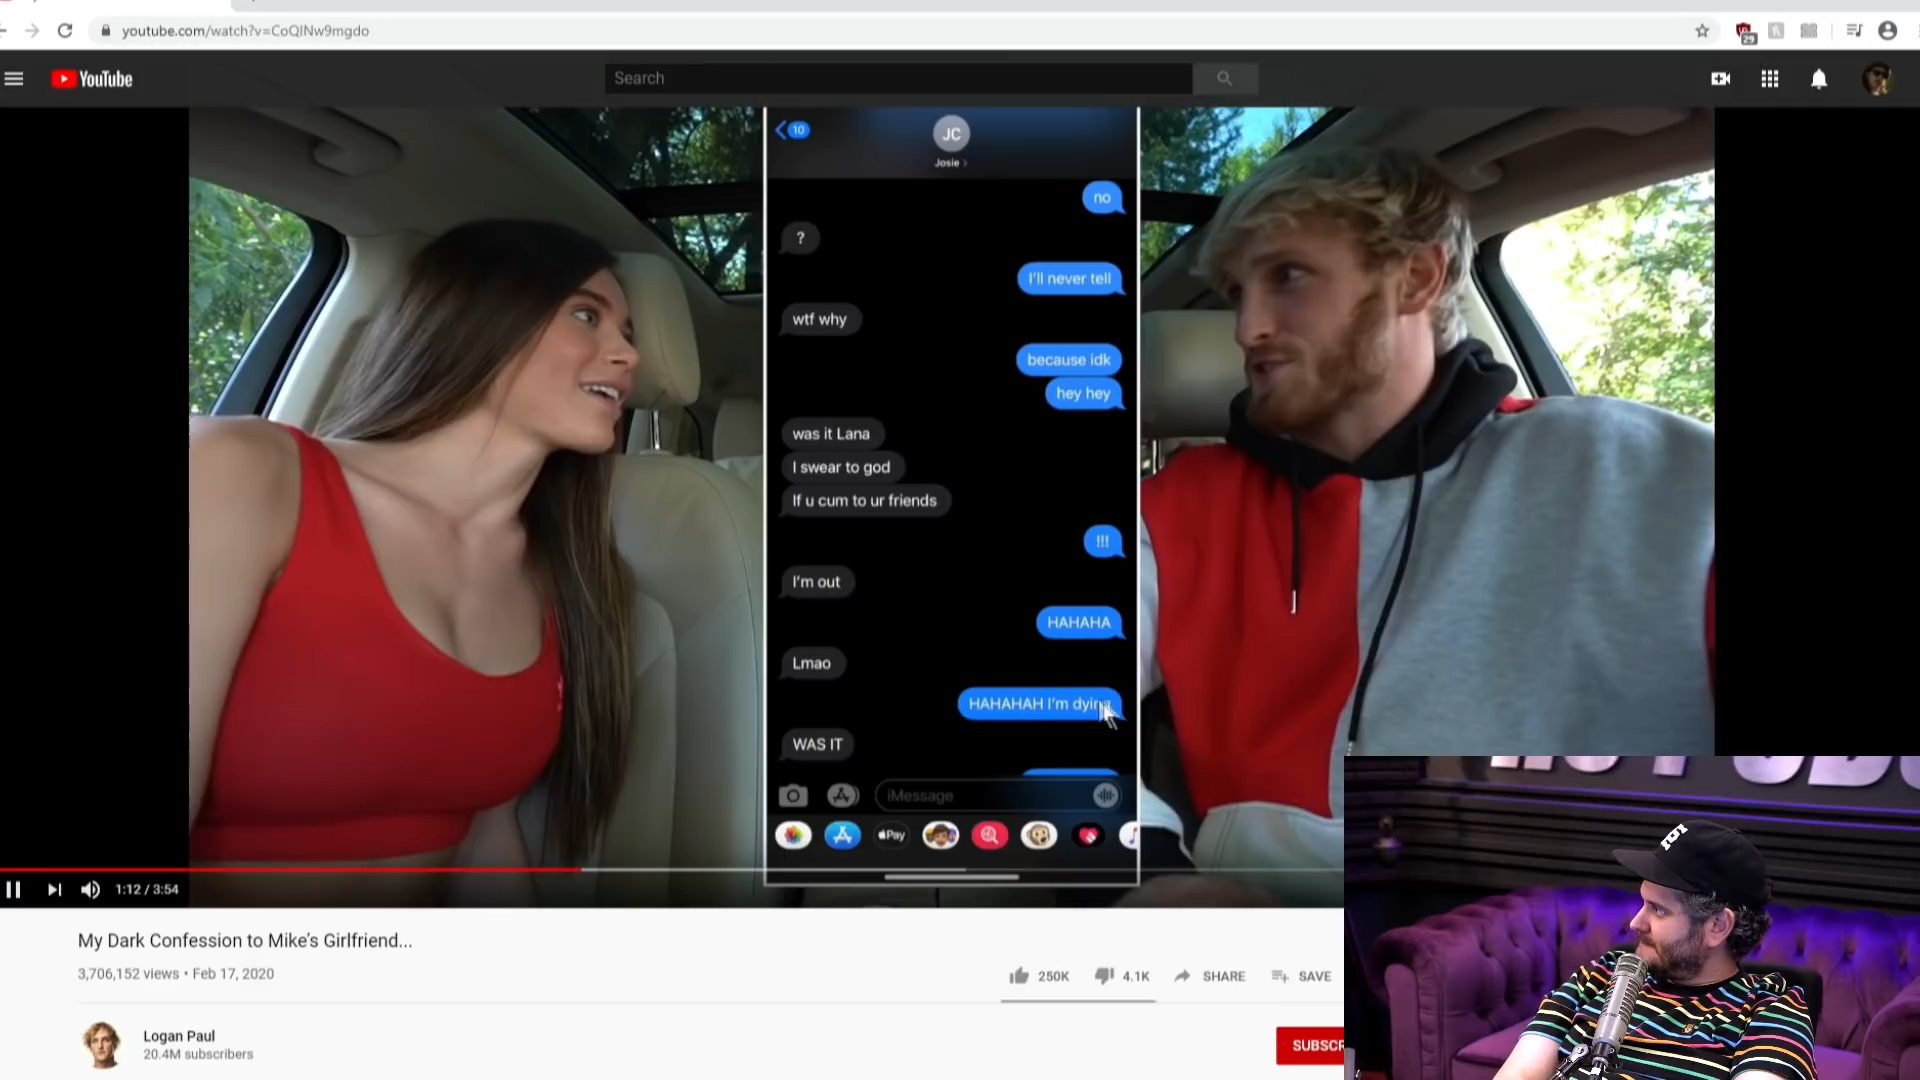 youtube.com/watch?v=CoQINw9mgdo
29
YouTube
Search
10
JC
Josie
no
?
I'll never tell
wtf why
because idk
hey hey
was it Lana
I swear to god
If u cum to ur friends
!!!
I'm out
HAHAHA
Lmao
HAHAHAH I'm dying
WAS IT
iMessage
Pay
1:12 / 3:54
My Dark Confession to Mike's Girlfriend...
3,706,152 views • Feb 17, 2020
250K
4.1K
SHARE
SAVE
Logan Paul
20.4M subscribers
SUBSCR